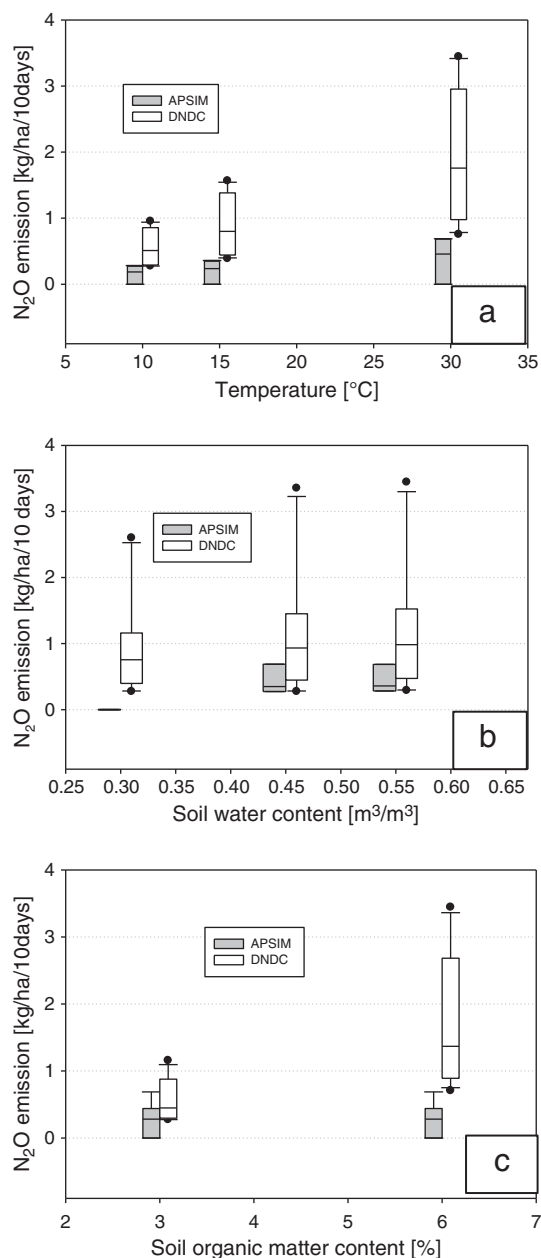 4
3
2
1
0
N₂O emission [kg/ha/10days]
APSIM
DNDC
a
5 10 15 20 25 30 35
Temperature [°C]
4
3
2
1
0
N₂O emission [kg/ha/10 days]
APSIM
DNDC
b
0.25 0.30 0.35 0.40 0.45 0.50 0.55 0.60 0.65
Soil water content [m³/m³]
4
3
2
1
0
N₂O emission [kg/ha/10days]
APSIM
DNDC
c
2 3 4 5 6 7
Soil organic matter content [%]